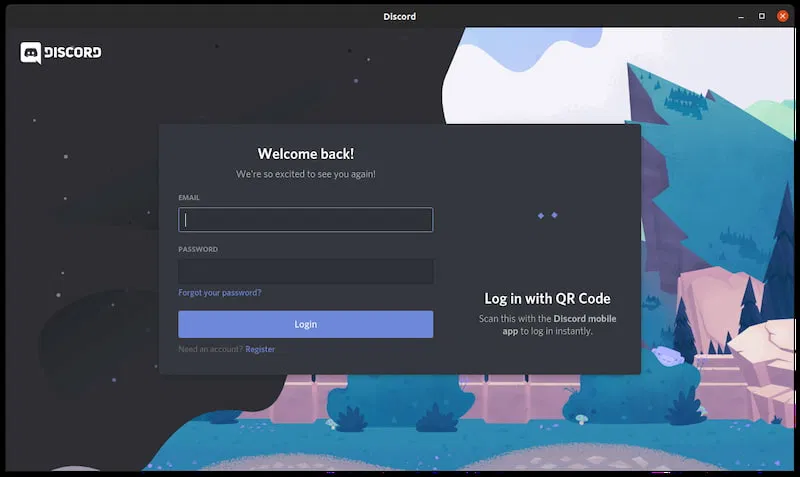 Discord
DISCORD
Welcome back!
We're so excited to see you again!
EMAIL
PASSWORD
Forgot your password?
Login
Need an account? Register
Log in with QR Code
Scan this with the Discord mobile
app to log in instantly.